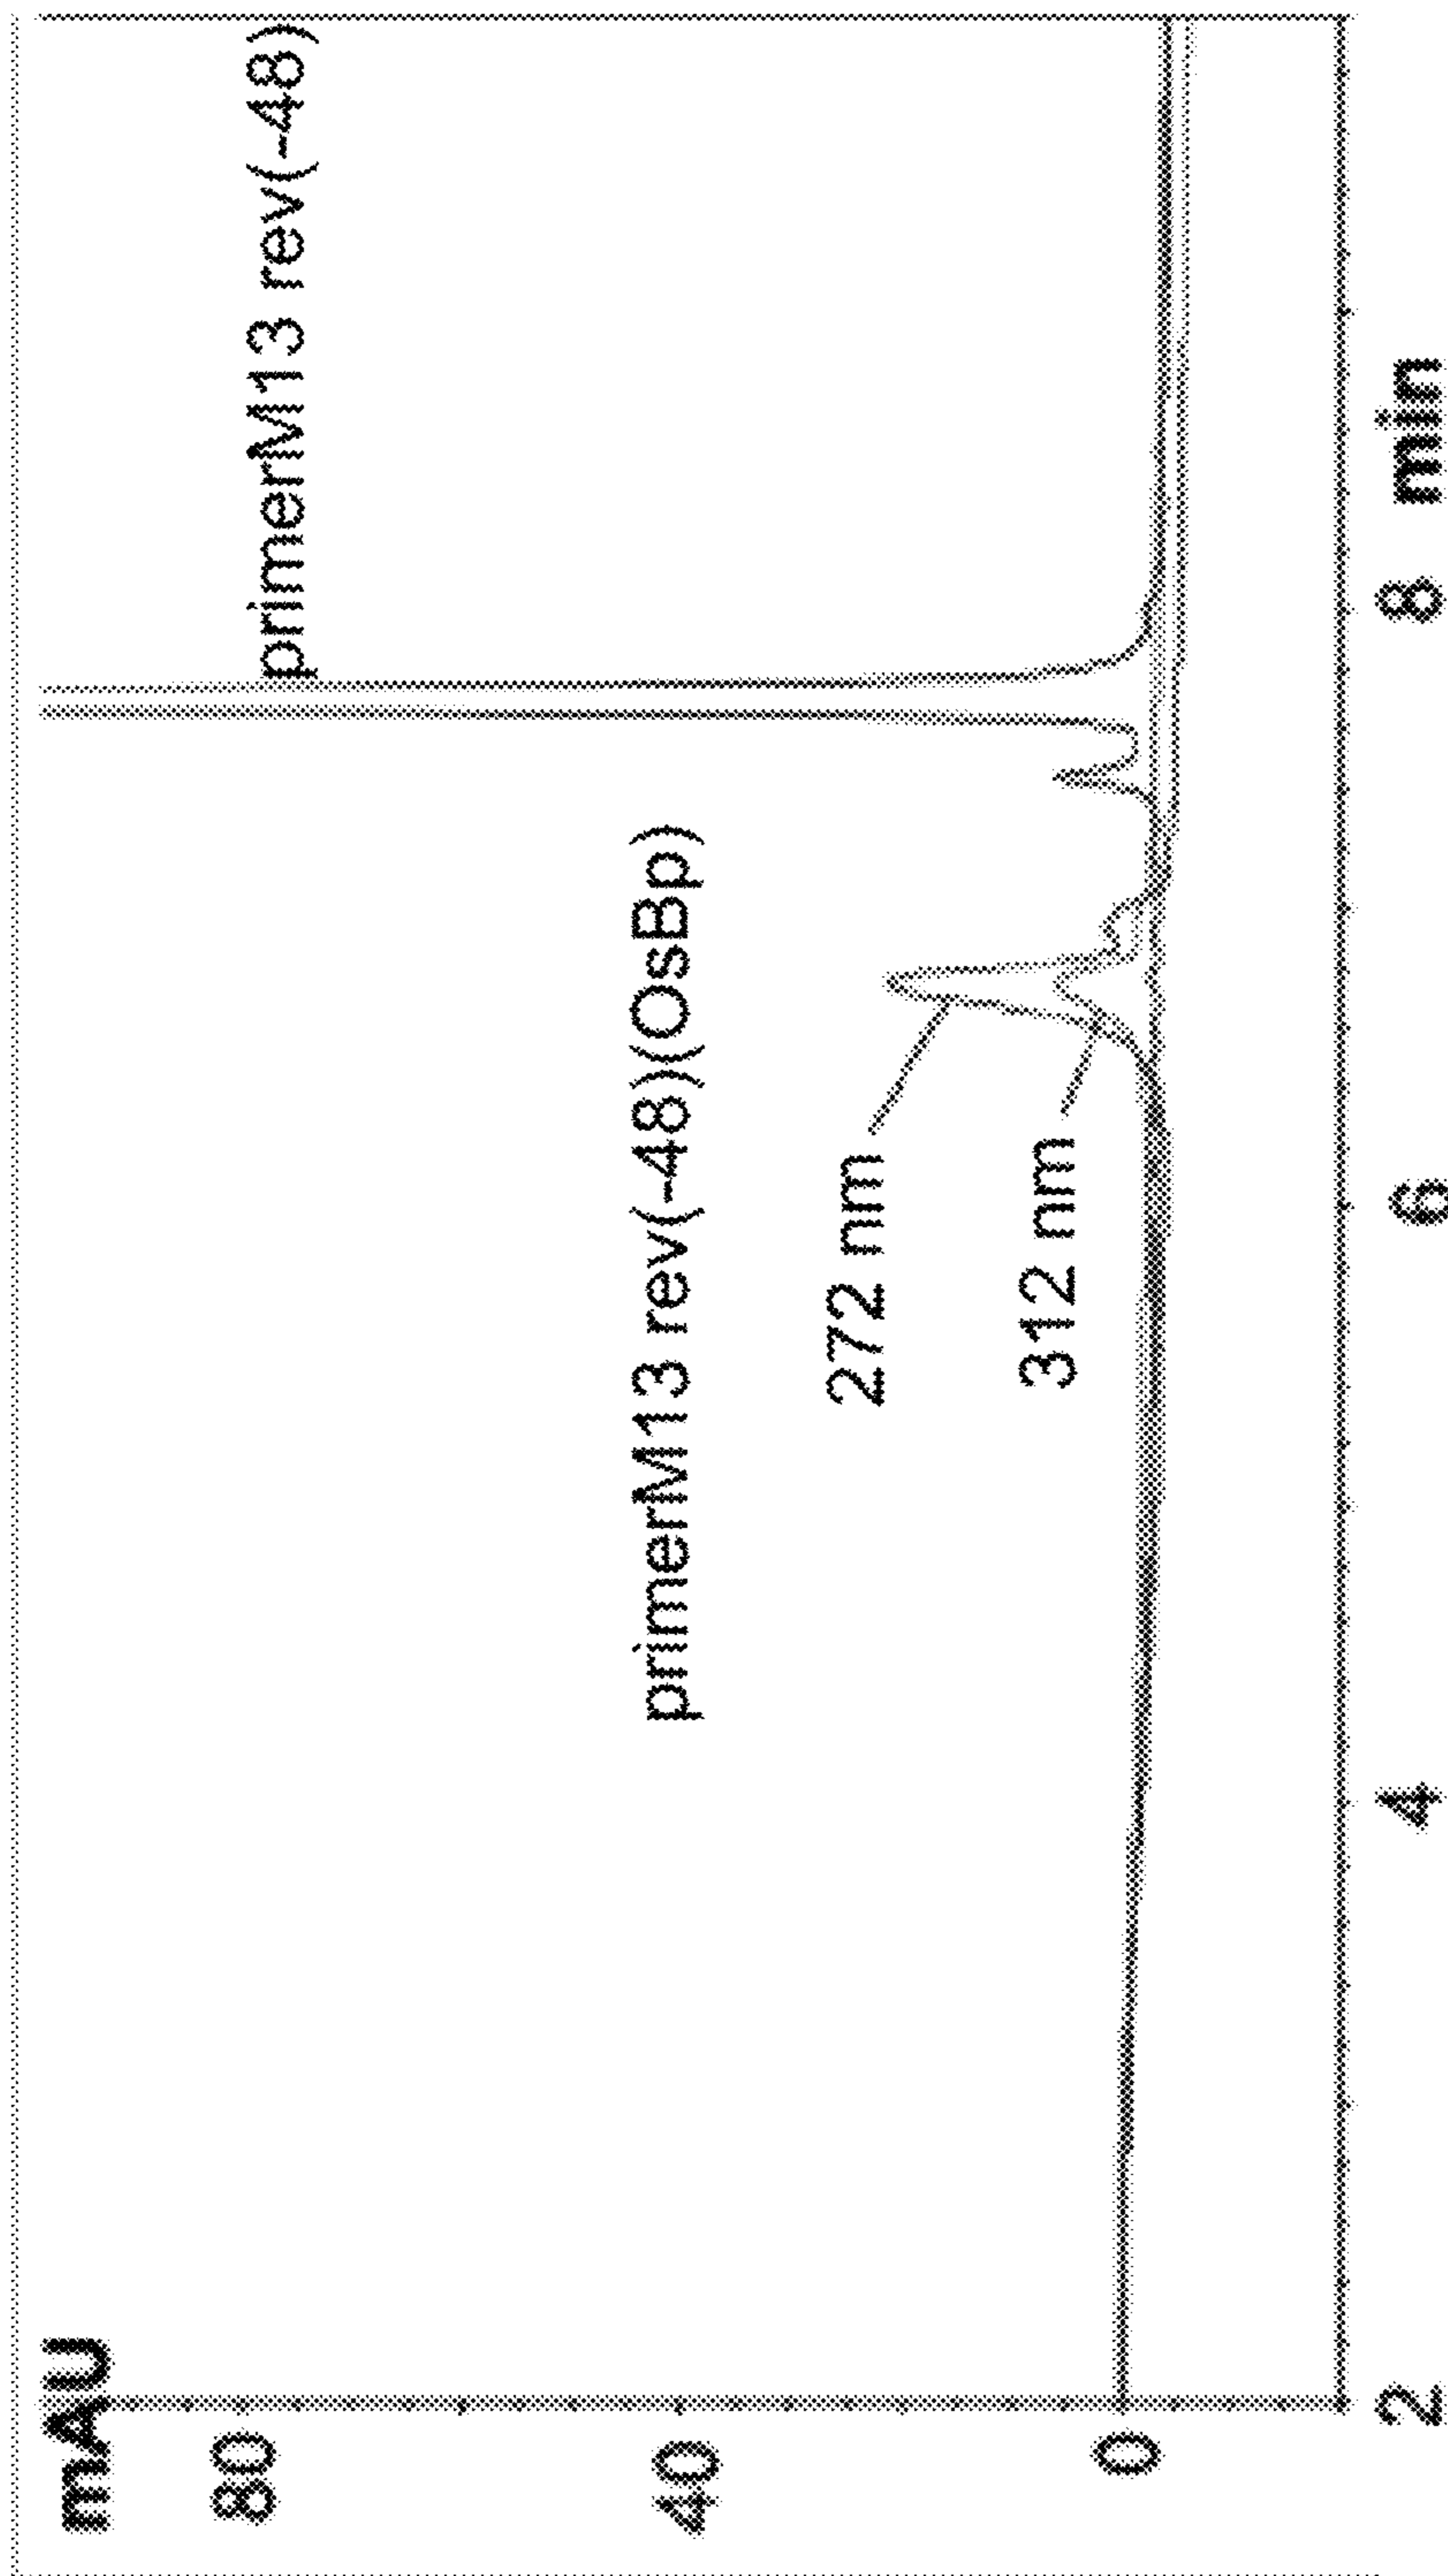 mAU
80
40
0
primerM13 rev(-48)
primerM13 rev(-48)(OsBp)
272 nm
312 nm
2
4
6
8
min